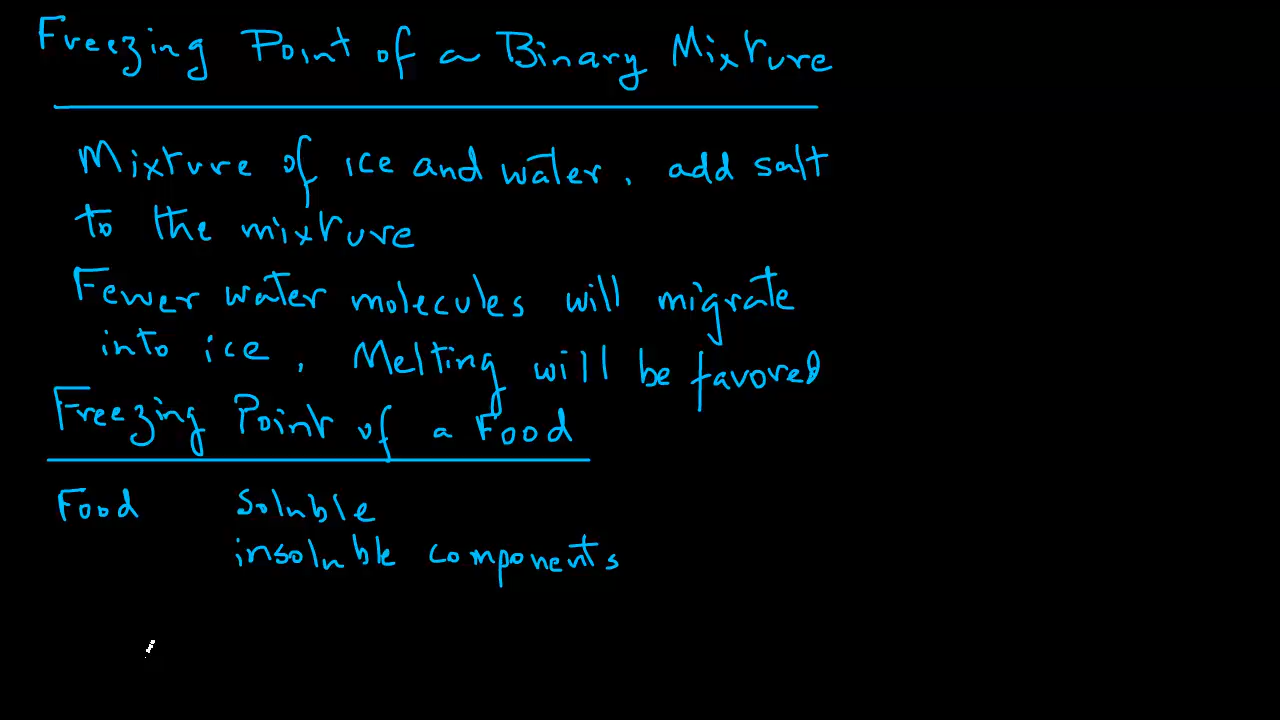 Freezing Point of a Binary Mixture
Mixture of ice and water. add salt
to the mixture
Fewer water molecules will migrate
into ice. Melting will be favored
Freezing Point of a Food
Food Soluble
insoluble components